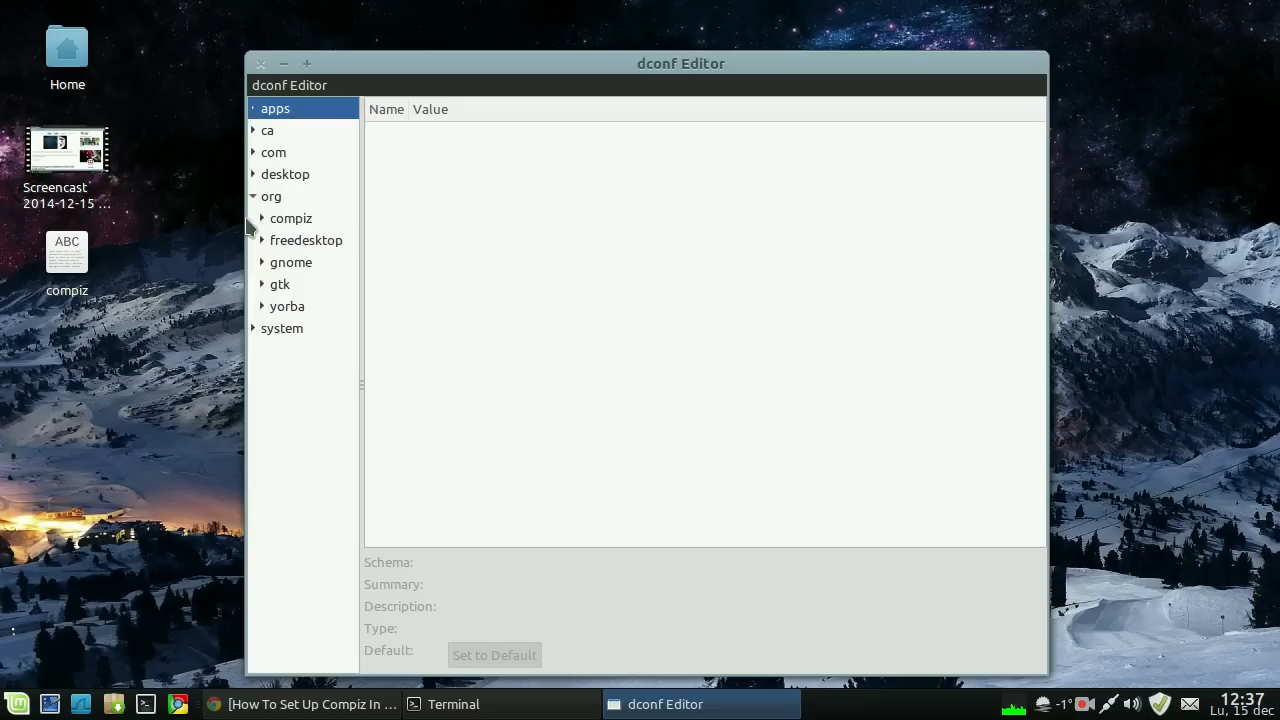 Home
Screencast
2014-12-15 ...
ABC
compiz
dconf Editor
dconf Editor
apps
ca
com
desktop
org
compiz
freedesktop
gnome
gtk
yorba
system
Name Value
Schema:
Summary:
Description:
Type:
Default:
Set to Default
[How To Set Up Compiz In ...
Terminal
dconf Editor
-1°
12:37
Lu, 15 dec